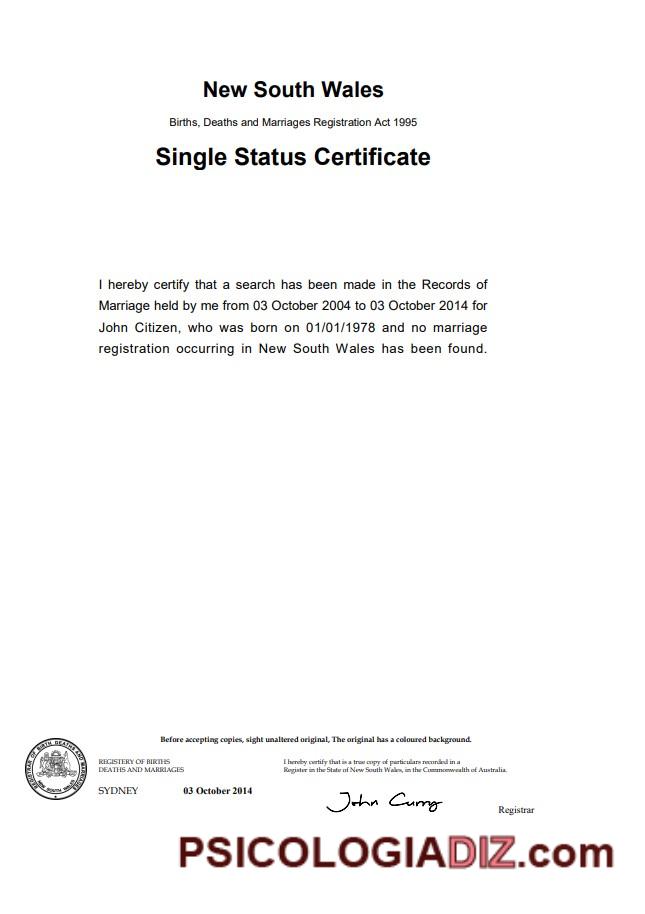 New South Wales
Births, Deaths and Marriages Registration Act 1995
Single Status Certificate
I hereby certify that a search has been made in the Records of
Marriage held by me from 03 October 2004 to 03 October 2014 for
John Citizen, who was born on 01/01/1978 and no marriage
registration occurring in New South Wales has been found.
Before accepting copies, sight unaltered original, The original has a coloured background.
REGISTRAR OF BIRTH DEATHS AND MARRIAGES
NEW SOUTH WALES
REGISTERY OF BIRTHS
DEATHS AND MARRIAGES
I hereby certify that is a true copy of particulars recorded in a
Register in the State of New South Wales, in the Commonwealth of Australia.
SYDNEY 03 October 2014
John Curry
Registrar
PSICOLOGIADIZ.com